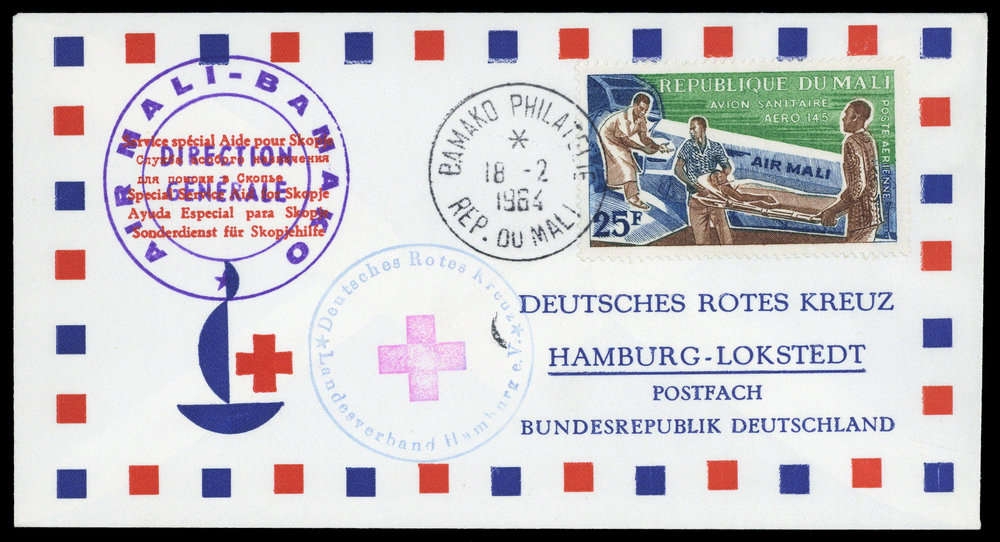 AIR MALI-BAMAKO
DIRECTION
GENERALE
Service spécial Aide pour Skopje
Служба особого назначения
для помощи в Скопье
Special Service Aid for Skopje
Ayuda Especial para Skopje
Sonderdienst für Skopjehilfe
BAMAKO PHILATELIE
18 -2
1964
REP. DU MALI
REPUBLIQUE DU MALI
AVION SANITAIRE
AERO 145
POSTE AERIENNE
AIR MALI
25F
*Deutsches Rotes Kreuz*
Landesverband Hamburg e.V.
DEUTSCHES ROTES KREUZ
HAMBURG-LOKSTEDT
POSTFACH
BUNDESREPUBLIK DEUTSCHLAND